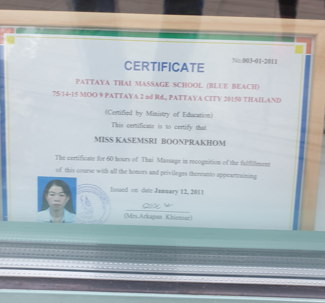 No.003-01-2011
CERTIFICATE
PATTAYA THAI MASSAGE SCHOOL (BLUE BEACH)
75/14-15 MOO 9 PATTAYA 2 nd Rd., PATTAYA CITY 20150 THAILAND
(Certified by Ministry of Education)
This certificate is to certify that
MISS KASEMSRI BOONPRAKHOM
The certificate for 60 hours of Thai Massage in recognition of the fulfillment
of this course with all the honors and privileges thereunto
Issued on date January 12, 2011
(Mrs.Arkapan